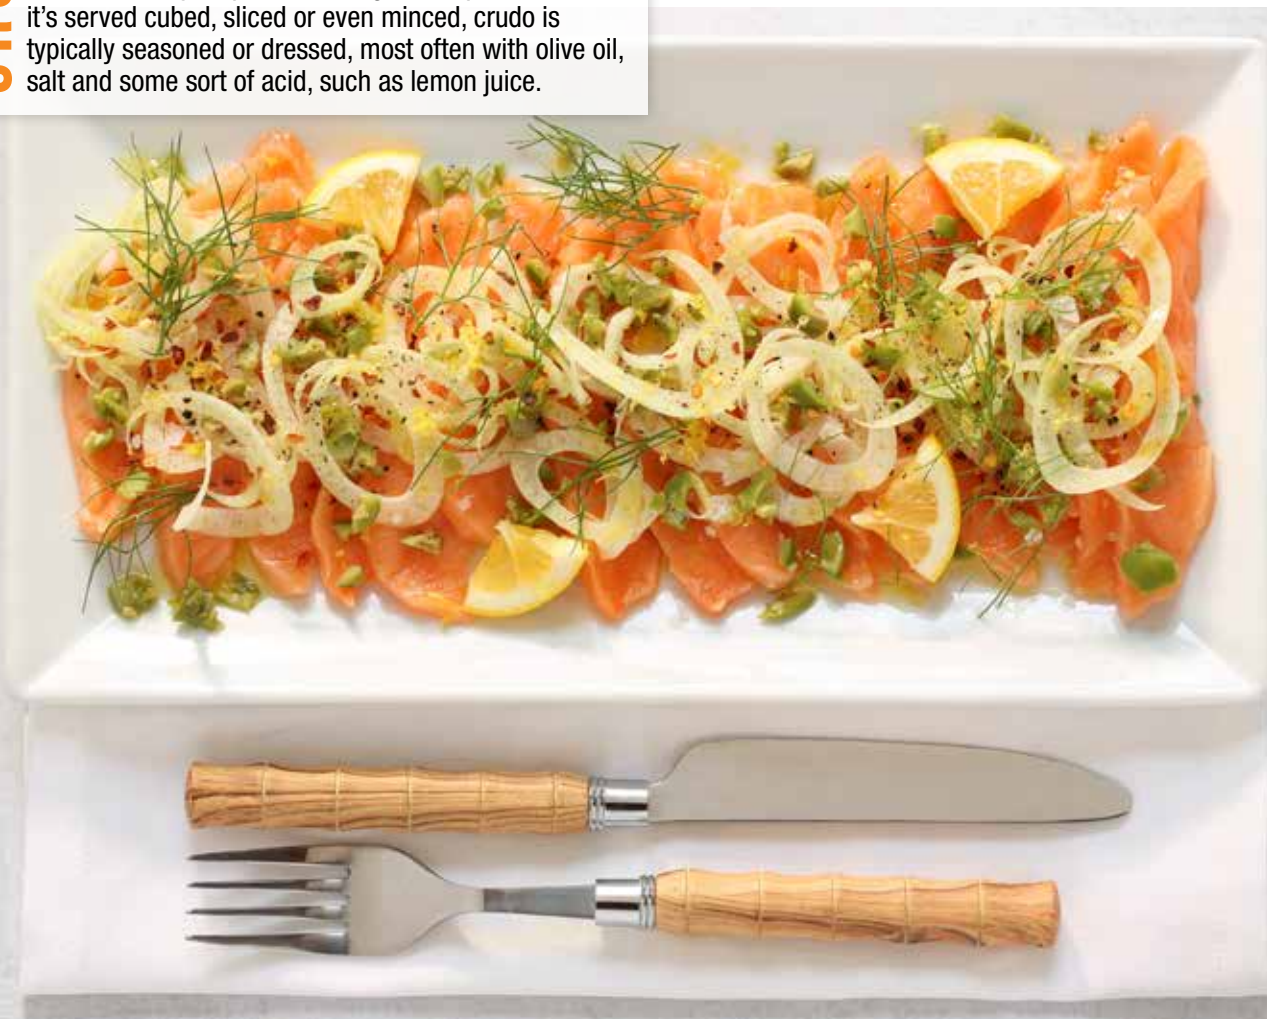 it’s served cubed, sliced or even minced, crudo is
typically seasoned or dressed, most often with olive oil,
salt and some sort of acid, such as lemon juice.